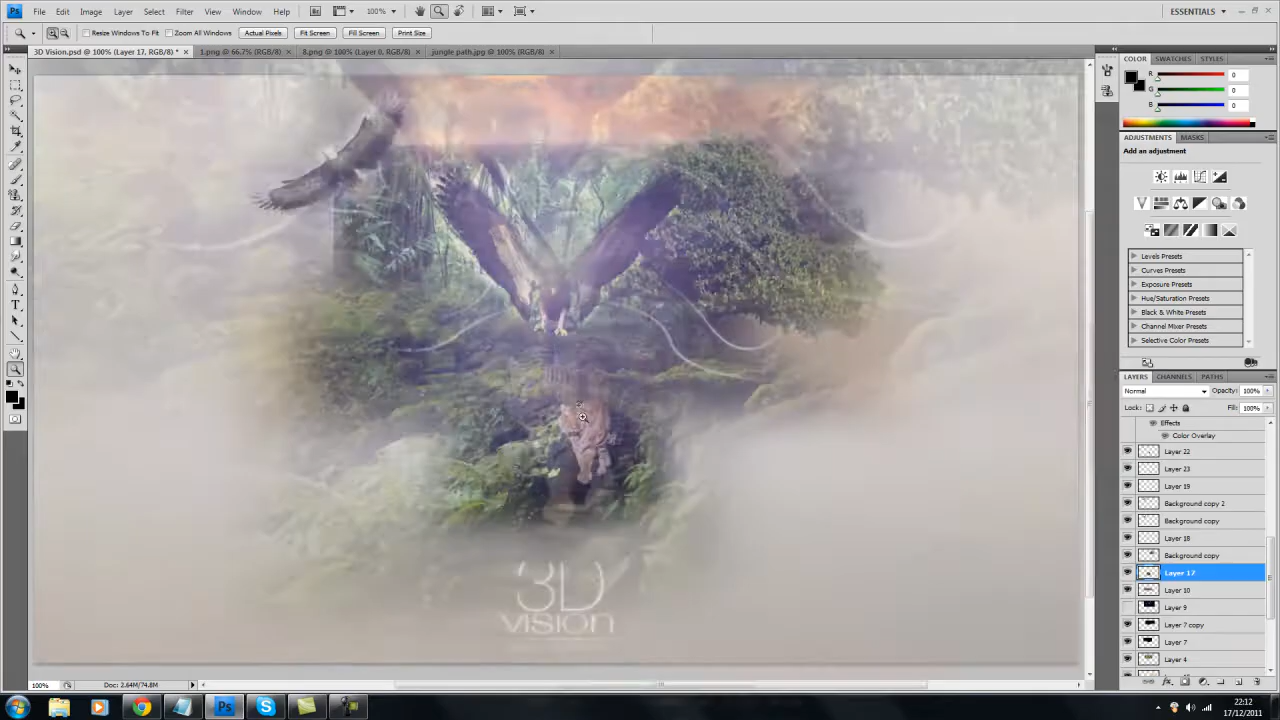 Ps File Edit Image Layer Select Filter View Window Help Br 100% ESSENTIALS
Resize Windows To Fit Zoom All Windows Actual Pixels Fit Screen Fill Screen Print Size
3D Vision.psd @ 100% (Layer 17, RGB/8) * × 1.png @ 66.7% (RGB/8) × 8.png @ 100% (Layer 0, RGB/8) × jungle path.jpg @ 100% (RGB/8) ×
COLOR SWATCHES STYLES
R 0
G 0
B 0
ADJUSTMENTS MASKS
Add an adjustment
Levels Presets
Curves Presets
Exposure Presets
Hue/Saturation Presets
Black & White Presets
Channel Mixer Presets
Selective Color Presets
LAYERS CHANNELS PATHS
Normal Opacity: 100%
Lock: Fill: 100%
Effects
Color Overlay
Layer 22
Layer 23
Layer 19
Background copy 2
Background copy
Layer 18
Background copy
Layer 17
Layer 10
Layer 9
Layer 7 copy
Layer 7
Layer 4
3D
VISION
100% Doc: 2.64M/74.8M
Ps
22:12
17/12/2011